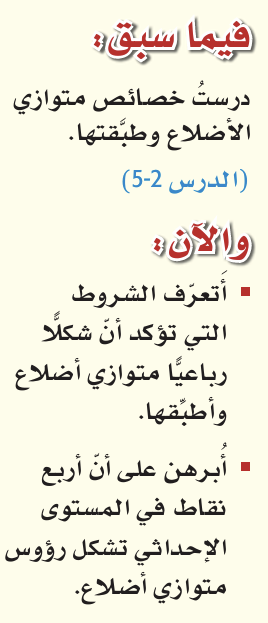 فيما سبق:
درستُ خصائص متوازي
الأضلاع وطبَّقتها.
(الدرس 2-5)
والآن:
▪ أَتعرّف الشروط
التي تؤكد أنّ شكلًا
رباعيًّا متوازي أضلاع
وأطبِّقها.
▪ أُبرهن على أنّ أربع
نقاط في المستوى
الإحداثي تشكل رؤوس
متوازي أضلاع.